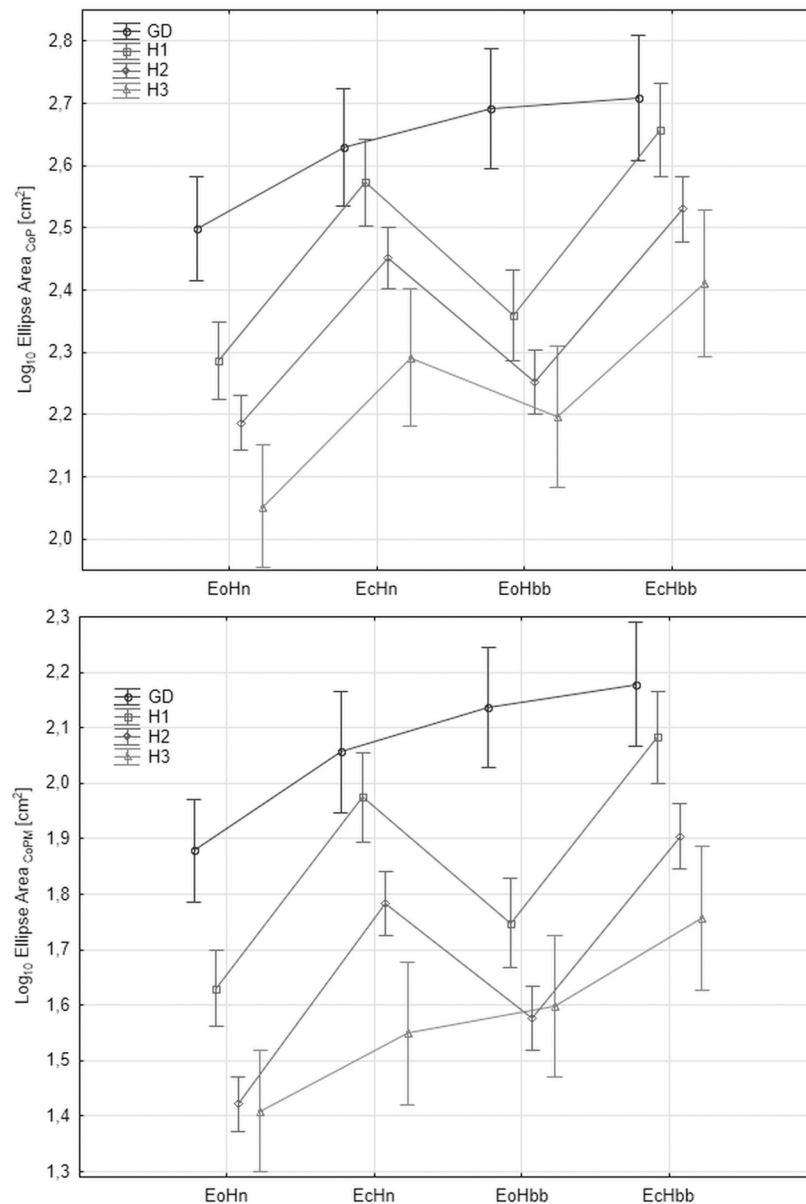 2,8
2,7
2,6
2,5
2,4
2,3
2,2
2,1
2,0
Log₁₀ Ellipse Area CoP [cm²]
GD
H1
H2
H3
EoHn EcHn EoHbb EcHbb
2,3
2,2
2,1
2,0
1,9
1,8
1,7
1,6
1,5
1,4
1,3
Log₁₀ Ellipse Area CoPM [cm²]
GD
H1
H2
H3
EoHn EcHn EoHbb EcHbb